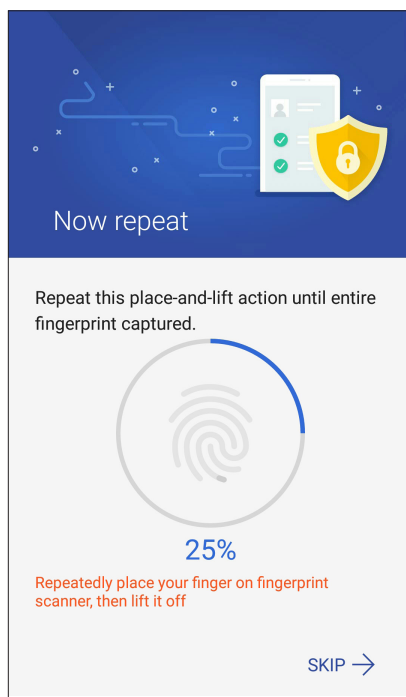 Now repeat
Repeat this place-and-lift action until entire
fingerprint captured.
25%
Repeatedly place your finger on fingerprint
scanner, then lift it off
SKIP